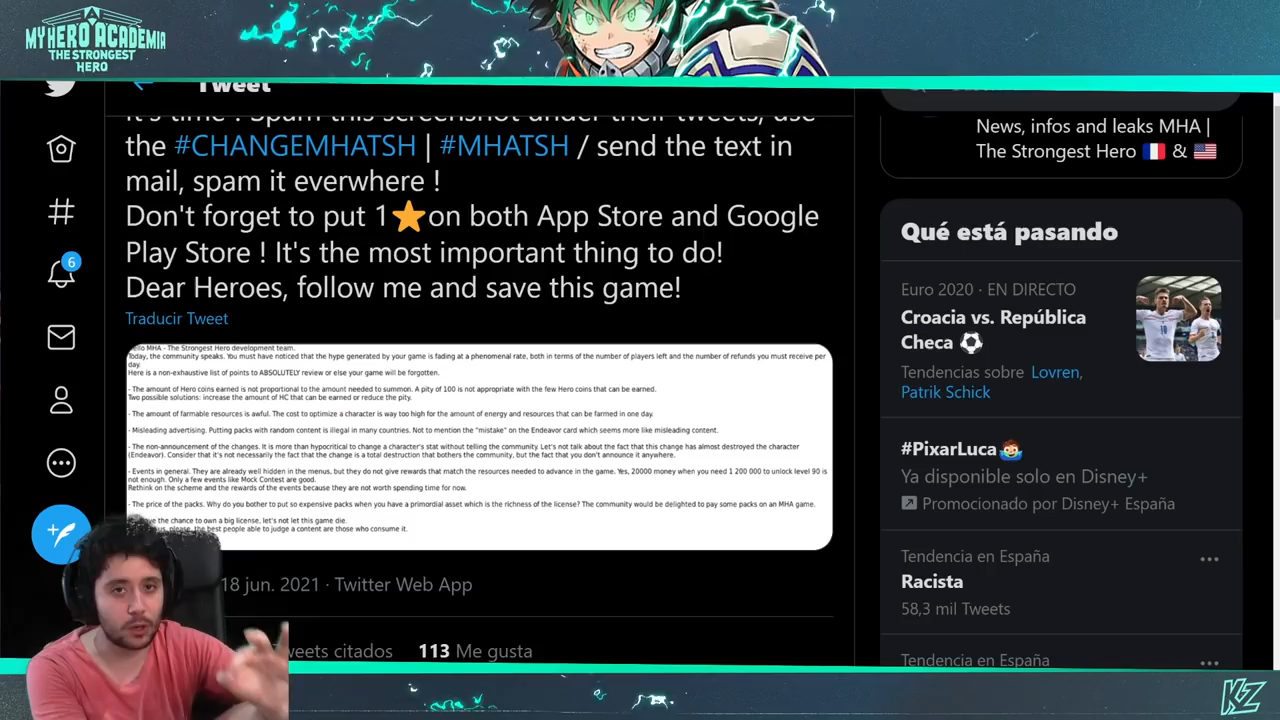 MY HERO ACADEMIA
THE STRONGEST
HERO
Tweet
It's time ! Spam this screenshot under their tweets, use
the #CHANGEMHATSH | #MHATSH / send the text in
mail, spam it everwhere !
Don't forget to put 1⭐on both App Store and Google
Play Store ! It's the most important thing to do!
Dear Heroes, follow me and save this game!
Traducir Tweet
Hello MHA - The Strongest Hero development team.
Today, the community speaks. You must have noticed that the hype generated by your game is fading at a phenomenal rate, both in terms of the number of players left and the number of refunds you must receive per
day.
Here is a non-exhaustive list of points to ABSOLUTELY review or else your game will be forgotten.
- The amount of Hero coins earned is not proportional to the amount needed to summon. A pity of 100 is not appropriate with the few Hero coins that can be earned.
Two possible solutions: increase the amount of HC that can be earned or reduce the pity.
- The amount of farmable resources is awful. The cost to optimize a character is way too high for the amount of energy and resources that can be farmed in one day.
- Misleading advertising. Putting packs with random content is illegal in many countries. Not to mention the "mistake" on the Endeavor card which seems more like misleading content.
- The non-announcement of the changes. It is more than hypocritical to change a character's stat without telling the community. Let's not talk about the fact that this change has almost destroyed the character
(Endeavor). Consider that it's not necessarily the fact that the change is a total destruction that bothers the community, but the fact that you don't announce it anywhere.
- Events in general. They are already well hidden in the menus, but they do not give rewards that match the resources needed to advance in the game. Yes, 20000 money when you need 1 200 000 to unlock level 90 is
not enough. Only a few events like Mock Contest are good.
Rethink on the scheme and the rewards of the events because they are not worth spending time for now.
- The price of the packs. Why do you bother to put so expensive packs when you have a primordial asset which is the richness of the license? The community would be delighted to pay some packs on an MHA game.
the chance to own a big license, let's not let this game die.
please, the best people able to judge a content are those who consume it.
18 jun. 2021 · Twitter Web App
Tweets citados 113 Me gusta
6
News, infos and leaks MHA |
The Strongest Hero 🇫🇷 & 🇺🇸
Qué está pasando
Euro 2020 · EN DIRECTO
Croacia vs. República
Checa ⚽
Tendencias sobre Lovren,
Patrik Schick
#PixarLuca
Ya disponible solo en Disney+
Promocionado por Disney+ España
Tendencia en España
Racista
58,3 mil Tweets
Tendencia en España
KZ